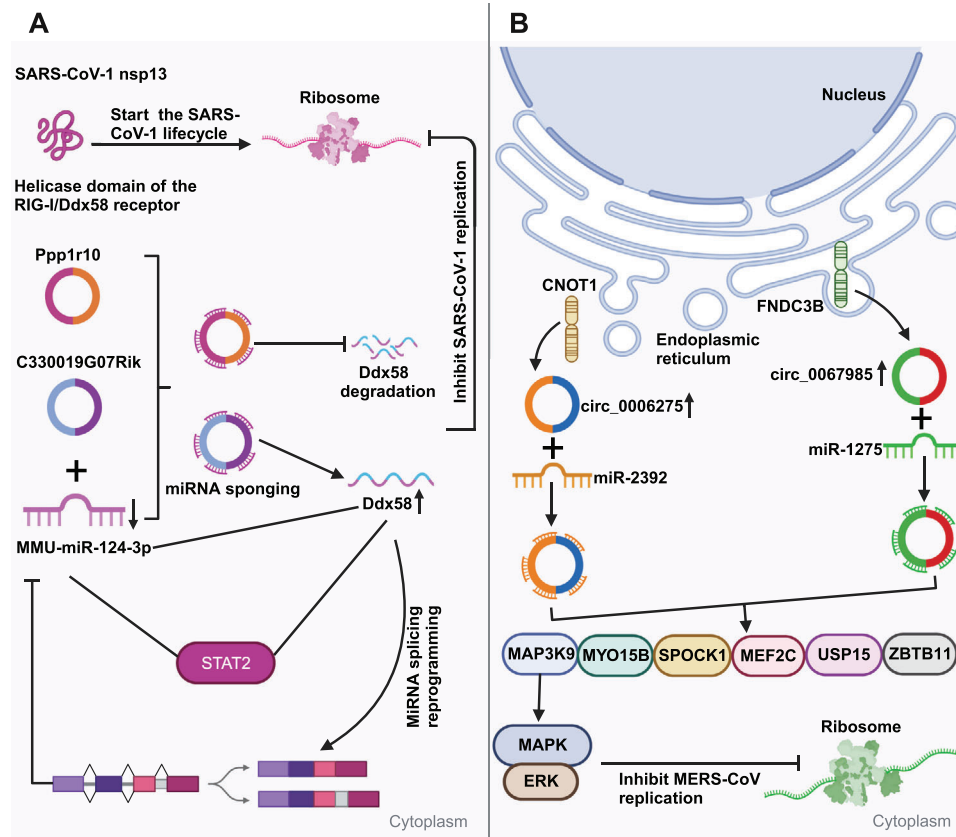 A
SARS-CoV-1 nsp13
Start the SARS-
CoV-1 lifecycle
Ribosome
Helicase domain of the
RIG-I/Ddx58 receptor
Ppp1r10
C330019G07Rik
+
MMU-miR-124-3p
miRNA sponging
Ddx58
degradation
Ddx58
Inhibit SARS-CoV-1 replication
STAT2
MiRNA splicing
reprogramming
Cytoplasm
B
Nucleus
CNOT1
FNDC3B
Endoplasmic
reticulum
circ_0006275
circ_0067985
+
+
miR-2392
miR-1275
MAP3K9
MYO15B
SPOCK1
MEF2C
USP15
ZBTB11
MAPK
ERK
Inhibit MERS-CoV
replication
Ribosome
Cytoplasm